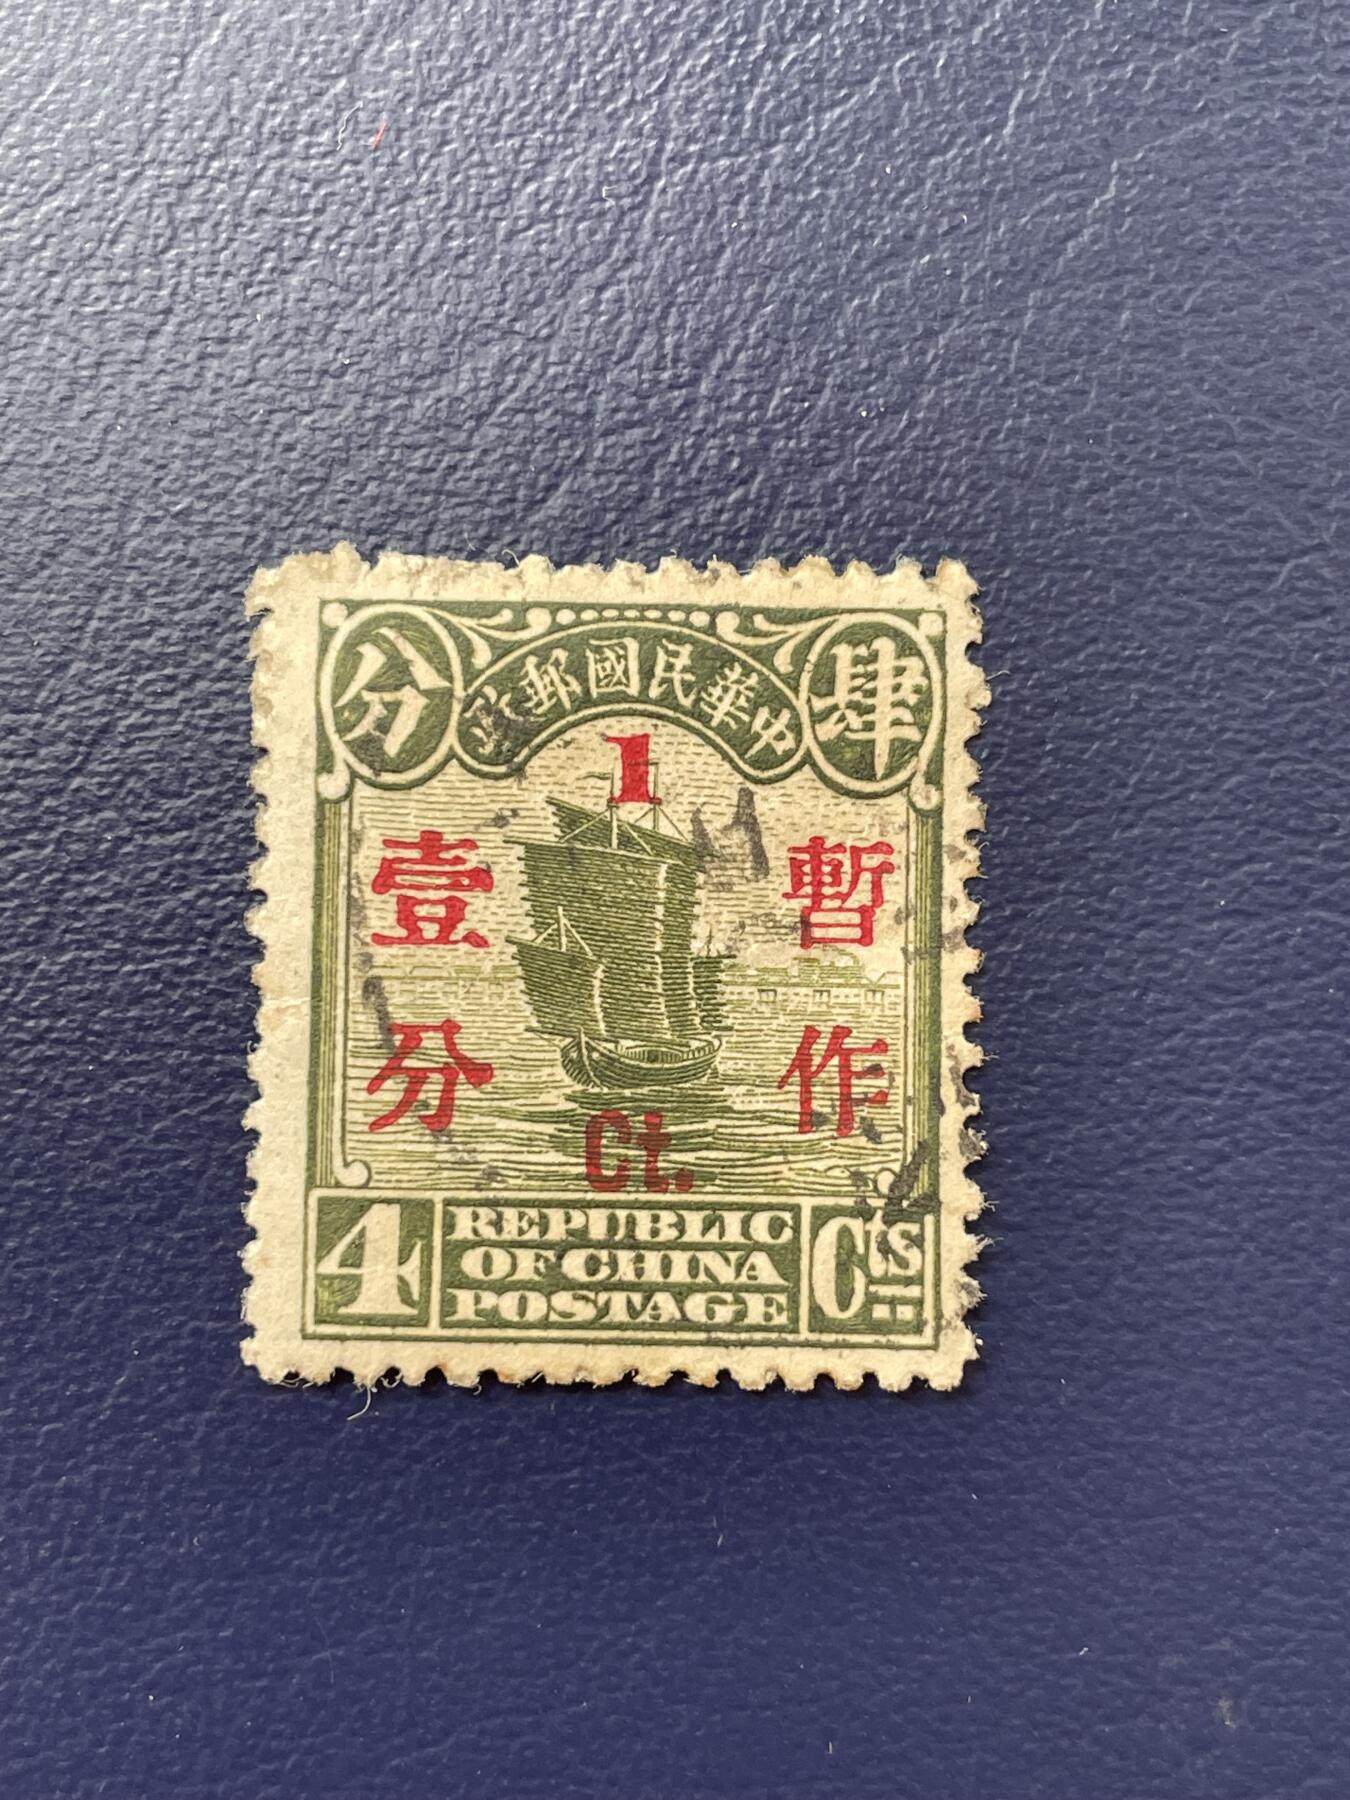 中華民國郵政
肆分
1
暫作
壹分
Ct.
4
REPUBLIC
OF CHINA
POSTAGE
Cts